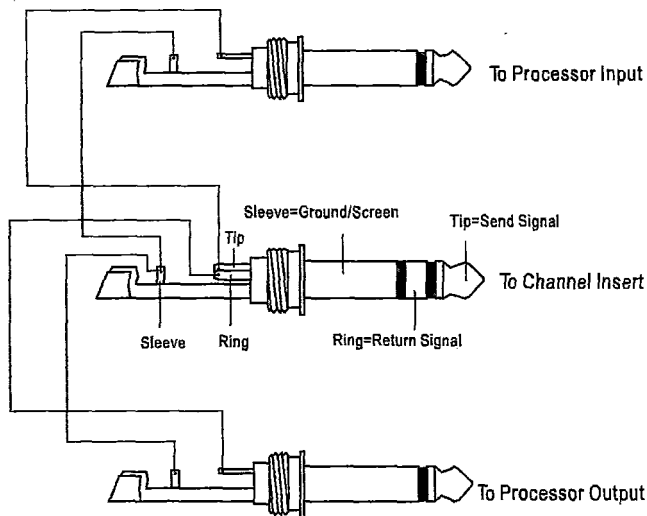 To Processor Input
Sleeve=Ground/Screen
Tip=Send Signal
Tip
To Channel Insert
Sleeve
Ring
Ring=Return Signal
To Processor Output